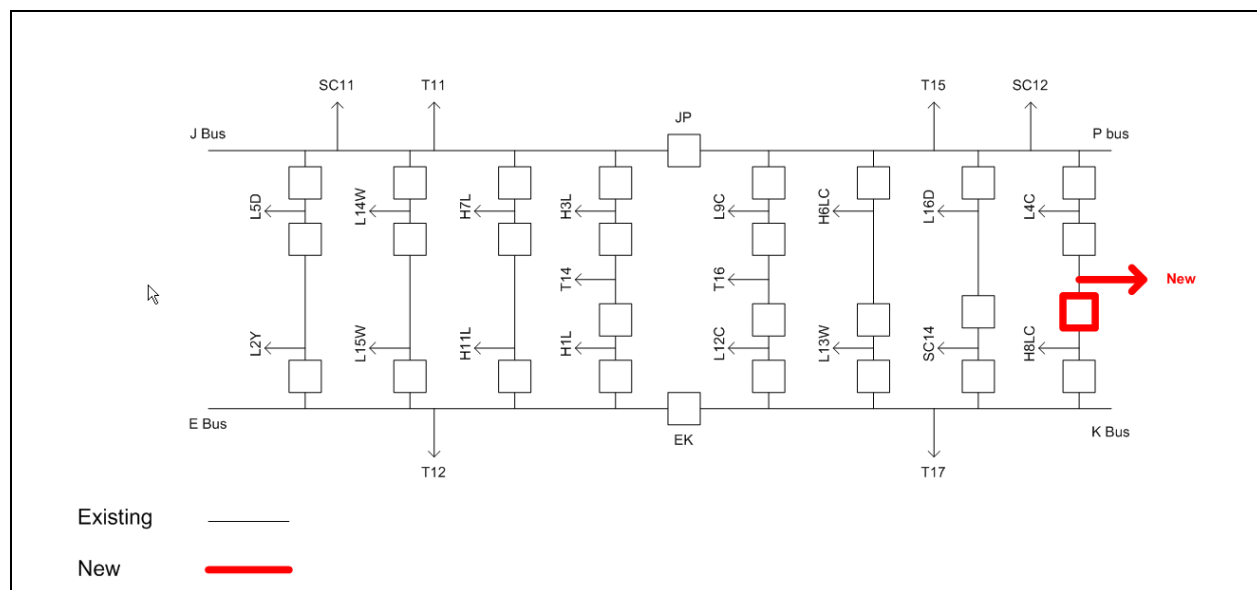 SC11
T11
T15
SC12
J Bus
JP
P bus
L5D
L14W
H7L
H3L
L9C
H6LC
L16D
L4C
T14
T16
New
L2Y
L15W
H11L
H1L
L12C
L13W
SC14
H8LC
E Bus
EK
K Bus
T12
T17
Existing
New